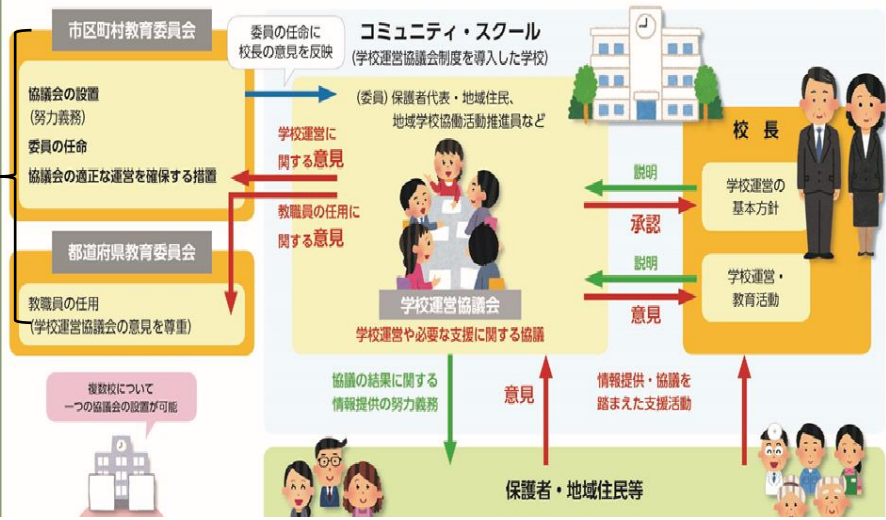 市区町村教育委員会
協議会の設置
(努力義務)
委員の任命
協議会の適正な運営を確保する措置
委員の任命に
校長の意見を反映
コミュニティ・スクール
(学校運営協議会制度を導入した学校)
(委員) 保護者代表・地域住民、
地域学校協働活動推進員など
学校運営に
関する意見
教職員の任用に
関する意見
都道府県教育委員会
教職員の任用
(学校運営協議会の意見を尊重)
学校運営協議会
学校運営や必要な支援に関する協議
校長
説明
承認
学校運営の
基本方針
説明
意見
学校運営・
教育活動
複数校について
一つの協議会の設置が可能
協議の結果に関する
情報提供の努力義務
意見
情報提供・協議を
踏まえた支援活動
保護者・地域住民等